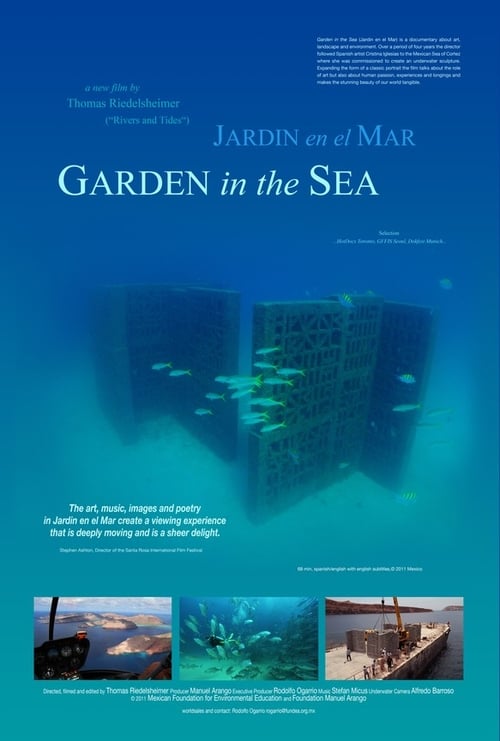 Garden in the Sea (Jardin en el Mar) is a documentary about art,
landscape and environment. Over a period of four years the director
followed Spanish artist Cristina Iglesias to the Mexican Sea of Cortez
where she was commissioned to create an underwater sculpture.
Expanding the form of a classic portrait the film talks about the role
of art but also about human passion, experiences and longings and
makes the stunning beauty of our world tangible.
a new film by
Thomas Riedelsheimer
("Rivers and Tides")
JARDIN en el MAR
GARDEN in the SEA
Selection
...HotDocs Toronto, GFFIS Seoul, Dokfest Munich...
The art, music, images and poetry
in Jardin en el Mar create a viewing experience
that is deeply moving and is a sheer delight.
Stephen Ashton, Director of the Santa Rosa International Film Festival
68 min, spanish/english with english subtitles,© 2011 Mexico
Directed, filmed and edited by Thomas Riedelsheimer Producer Manuel Arango Executive Producer Rodolfo Ogarrio Music Stefan Micus Underwater Camera Alfredo Barroso
© 2011 Mexican Foundation for Environmental Education and Foundation Manuel Arango
worldsales and contact: Rodolfo Ogarrio rogarrio@fundea.org.mx